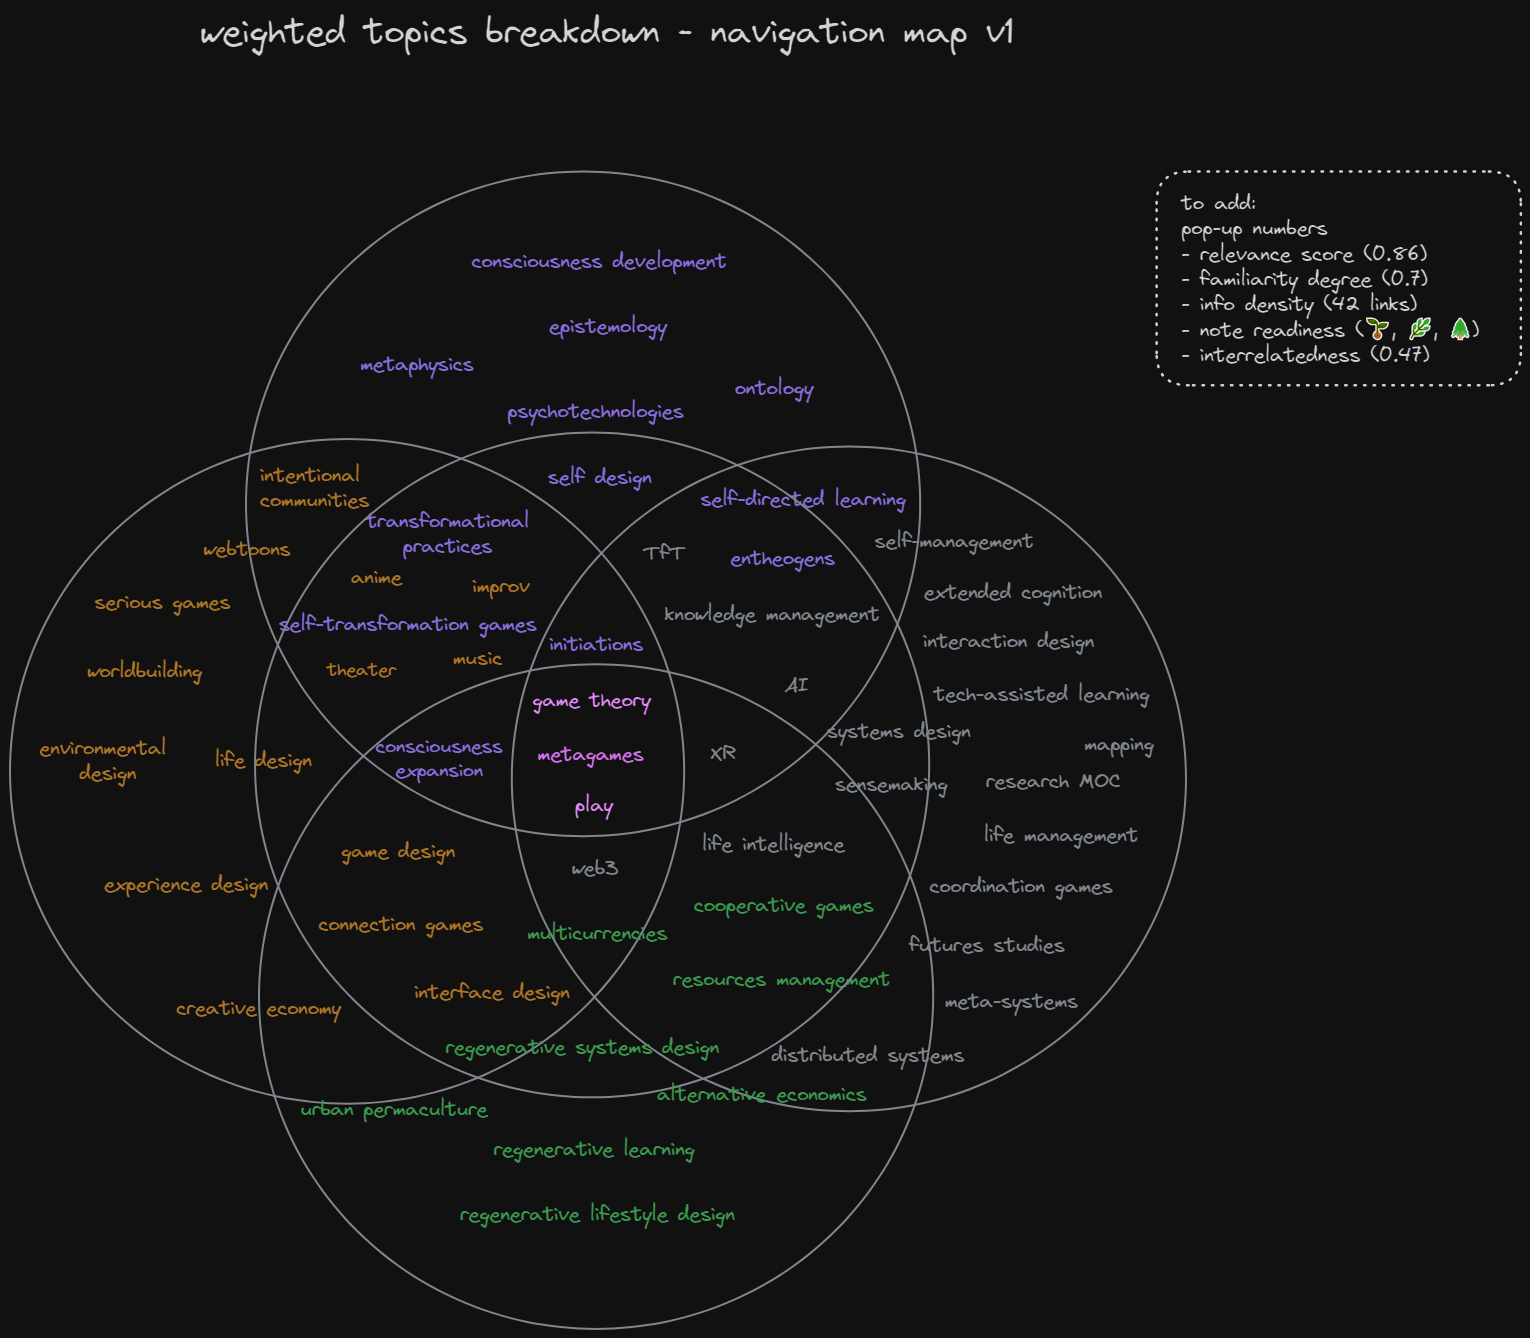 weighted topics breakdown - navigation map v1
to add:
pop-up numbers
- relevance score (0.86)
- familiarity degree (0.7)
- info density (42 links)
- note readiness (🌱, 🌿, 🌲)
- interrelatedness (0.47)
consciousness development
epistemology
metaphysics
ontology
psychotechnologies
intentional
communities
self design
self-directed learning
transformational
practices
webtoons
TfT
entheogens
self-management
anime
improv
serious games
extended cognition
knowledge management
self-transformation games
initiations
interaction design
worldbuilding
theater
music
AI
tech-assisted learning
game theory
systems design
environmental
design
life design
consciousness
expansion
metagames
XR
mapping
sensemaking
research MOC
play
life management
game design
life intelligence
web3
experience design
coordination games
cooperative games
connection games
multicurrencies
futures studies
interface design
resources management
creative economy
meta-systems
regenerative systems design
distributed systems
alternative economics
urban permaculture
regenerative learning
regenerative lifestyle design